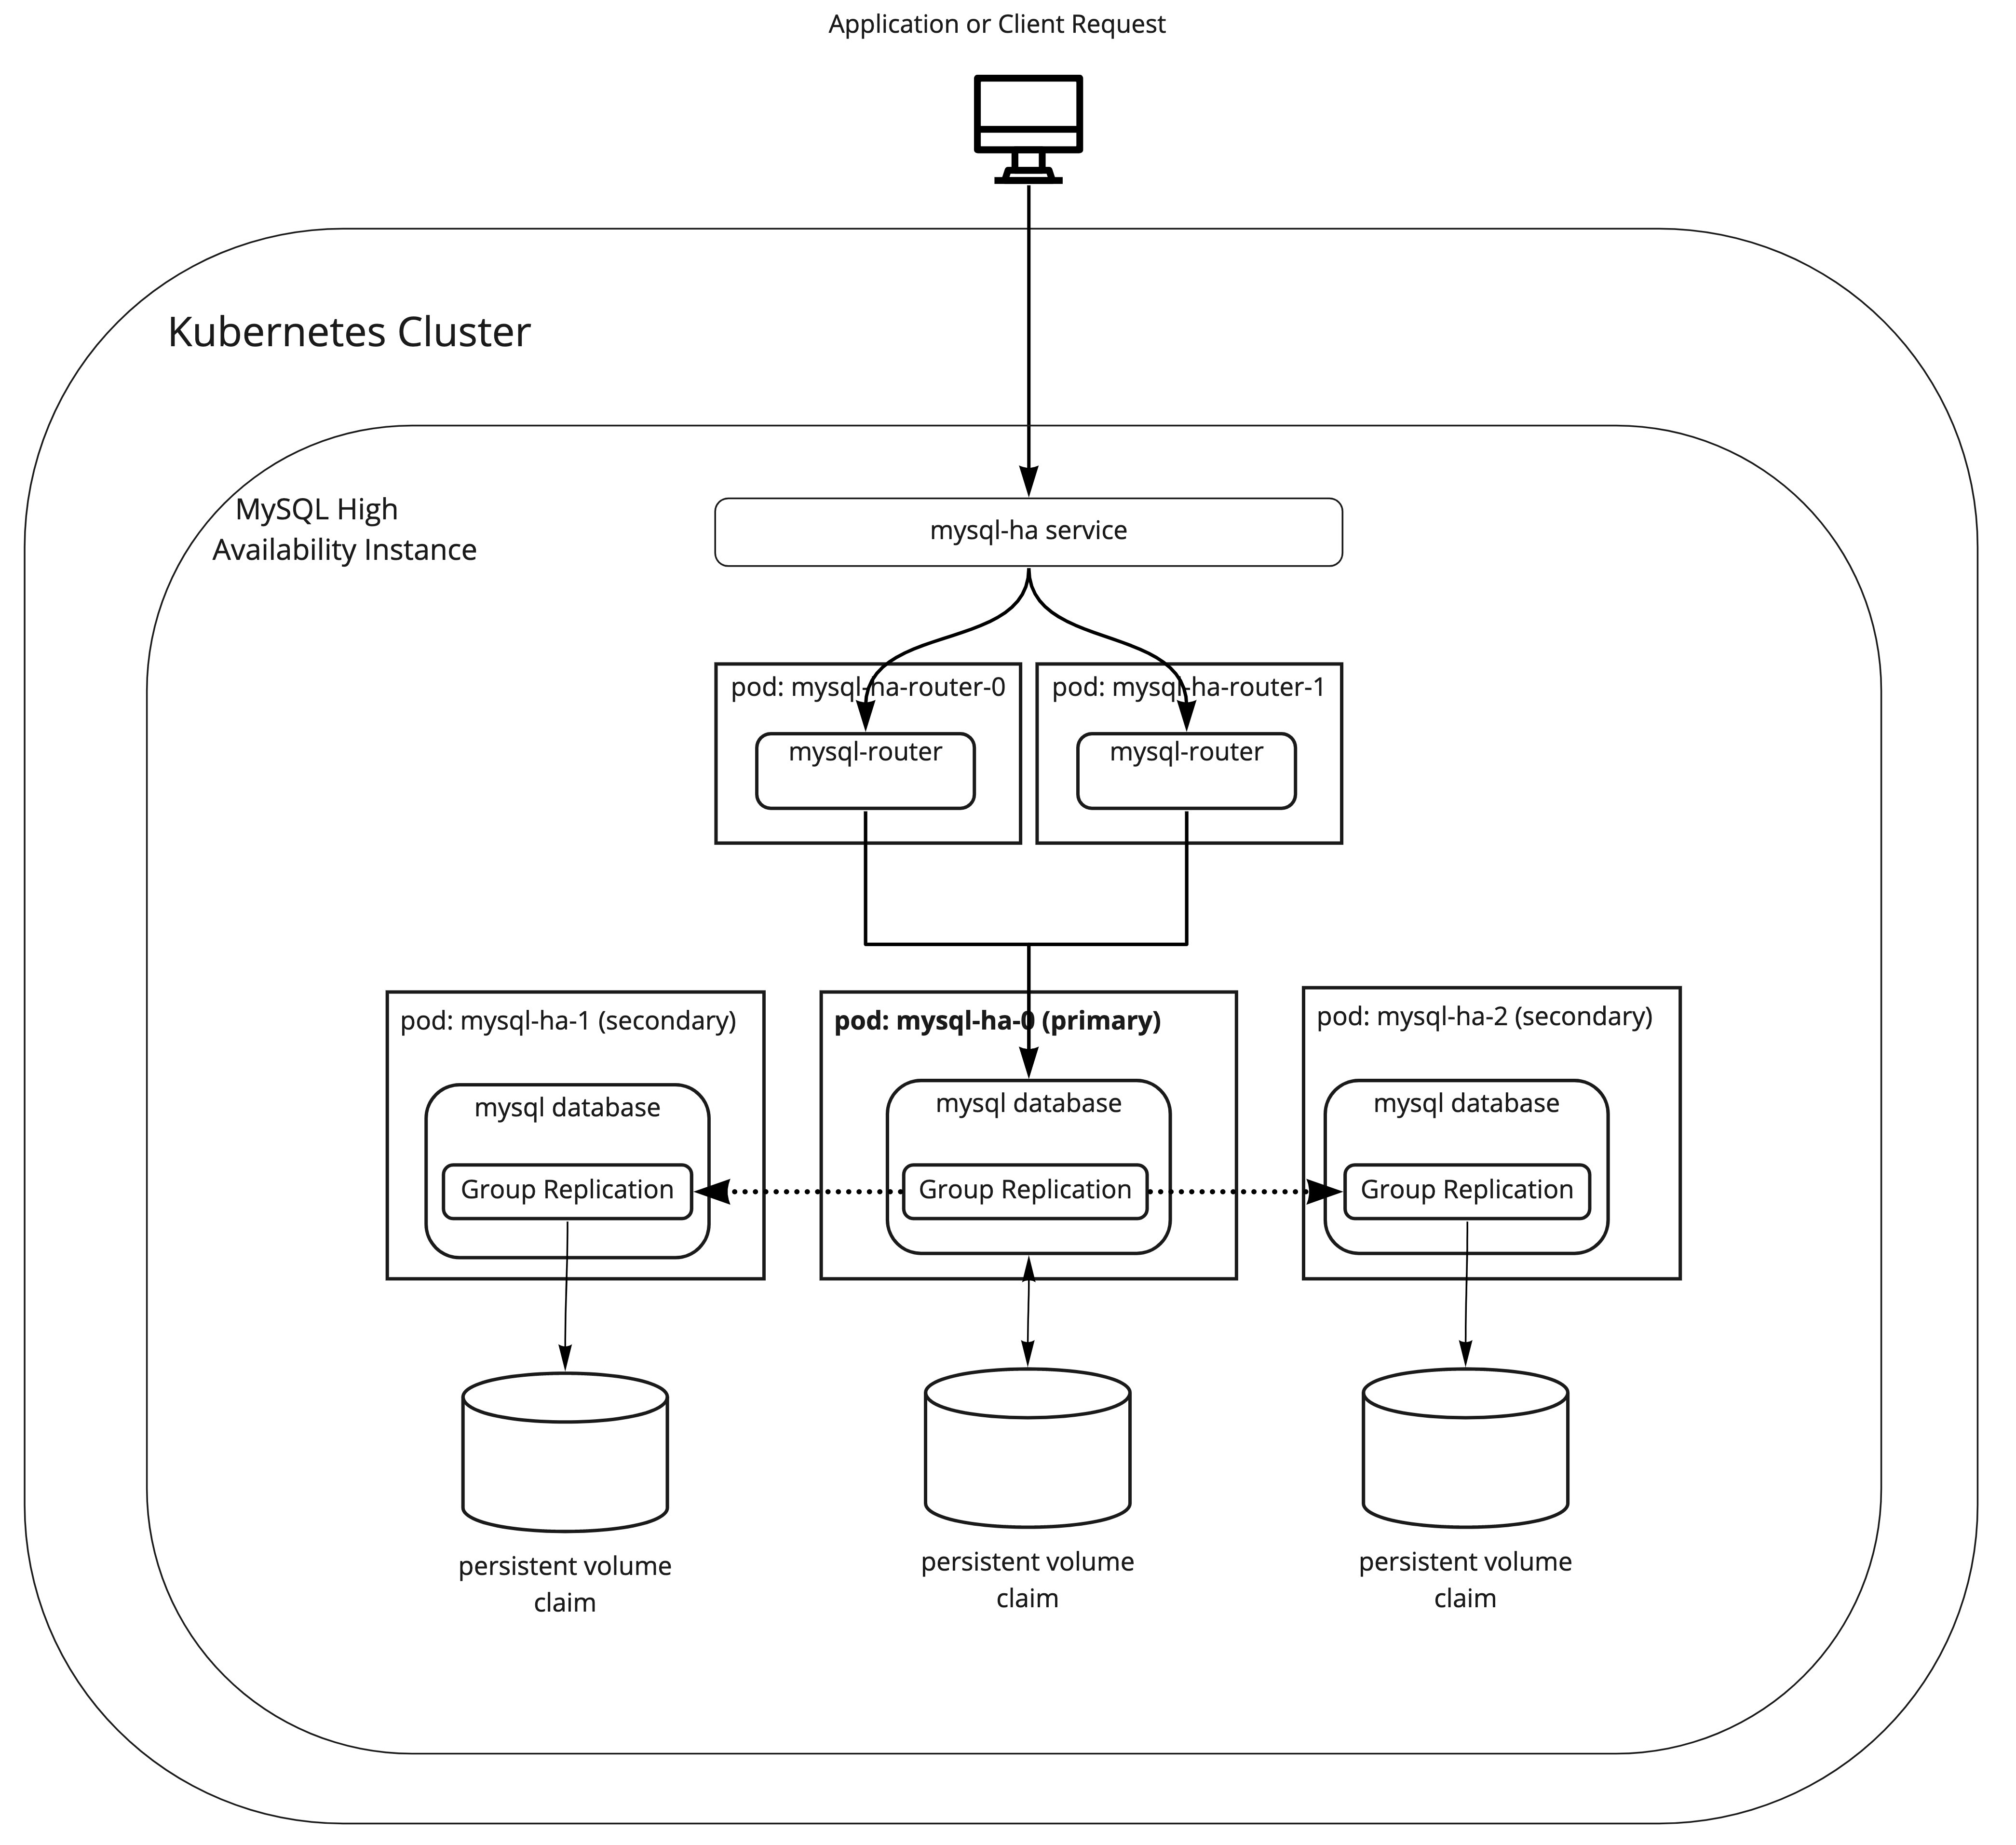 Application or Client Request
Kubernetes Cluster
MySQL High
Availability Instance
mysql-ha service
pod: mysql-ha-router-0
pod: mysql-ha-router-1
mysql-router
mysql-router
pod: mysql-ha-1 (secondary)
pod: mysql-ha-0 (primary)
pod: mysql-ha-2 (secondary)
mysql database
mysql database
mysql database
Group Replication
Group Replication
Group Replication
persistent volume
claim
persistent volume
claim
persistent volume
claim